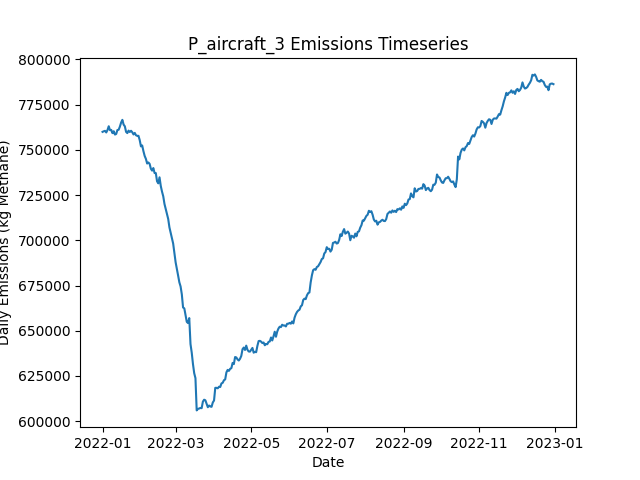 P_aircraft_3 Emissions Timeseries
800000
775000
750000
725000
700000
675000
650000
625000
600000
Daily Emissions (kg Methane)
2022-01 2022-03 2022-05 2022-07 2022-09 2022-11 2023-01
Date